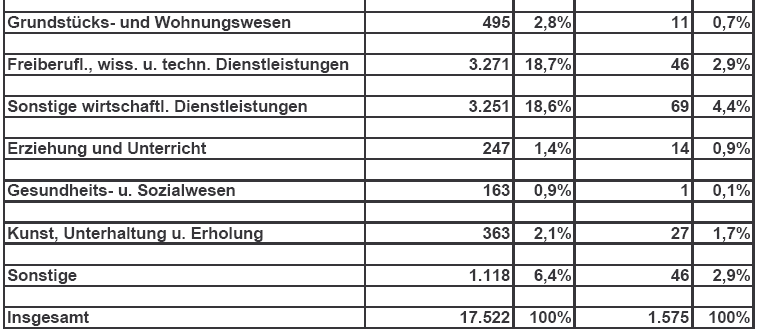 Grundstücks- und Wohnungswesen 495 2,8% 11 0,7%
Freiberufl., wiss. u. techn. Dienstleistungen 3.271 18,7% 46 2,9%
Sonstige wirtschaftl. Dienstleistungen 3.251 18,6% 69 4,4%
Erziehung und Unterricht 247 1,4% 14 0,9%
Gesundheits- u. Sozialwesen 163 0,9% 1 0,1%
Kunst, Unterhaltung u. Erholung 363 2,1% 27 1,7%
Sonstige 1.118 6,4% 46 2,9%
Insgesamt 17.522 100% 1.575 100%